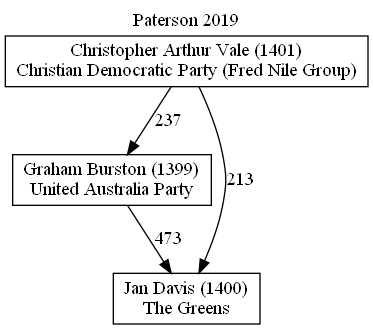 Paterson 2019
Christopher Arthur Vale (1401)
Christian Democratic Party (Fred Nile Group)
237
Graham Burston (1399)
United Australia Party
213
473
Jan Davis (1400)
The Greens